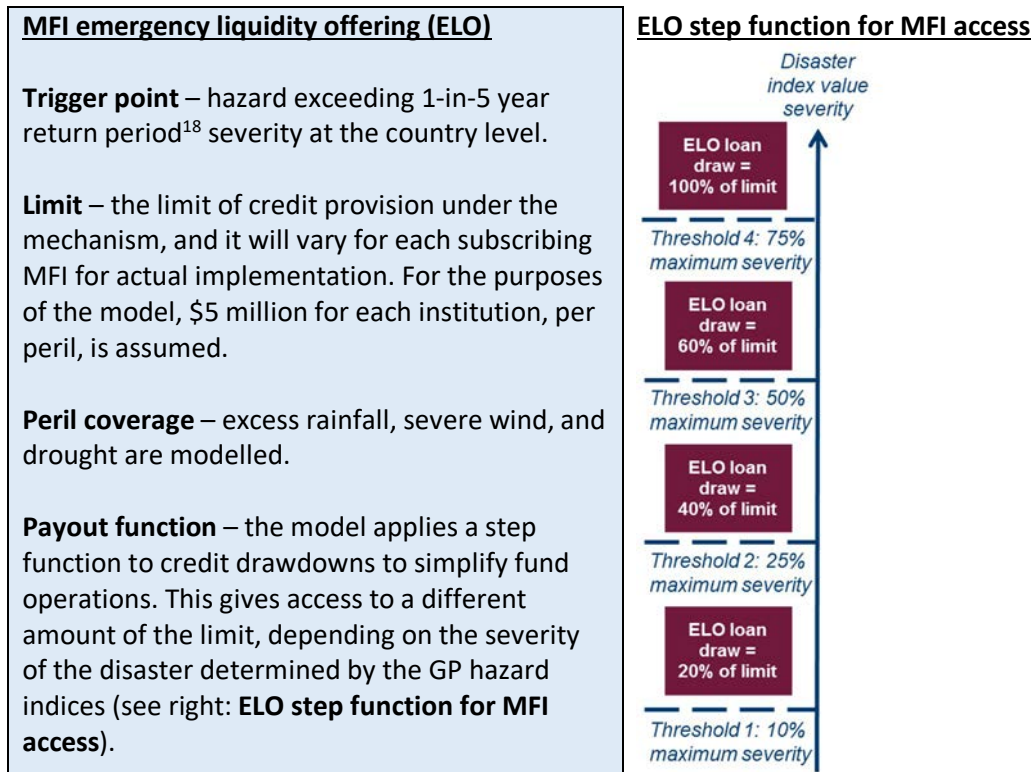 MFI emergency liquidity offering (ELO)
Trigger point – hazard exceeding 1-in-5 year
return period18 severity at the country level.
Limit – the limit of credit provision under the
mechanism, and it will vary for each subscribing
MFI for actual implementation. For the purposes
of the model, $5 million for each institution, per
peril, is assumed.
Peril coverage – excess rainfall, severe wind, and
drought are modelled.
Payout function – the model applies a step
function to credit drawdowns to simplify fund
operations. This gives access to a different
amount of the limit, depending on the severity
of the disaster determined by the GP hazard
indices (see right: ELO step function for MFI
access).
ELO step function for MFI access
Disaster
index value
severity
ELO loan
draw =
100% of limit
Threshold 4: 75%
maximum severity
ELO loan
draw =
60% of limit
Threshold 3: 50%
maximum severity
ELO loan
draw =
40% of limit
Threshold 2: 25%
maximum severity
ELO loan
draw =
20% of limit
Threshold 1: 10%
maximum severity